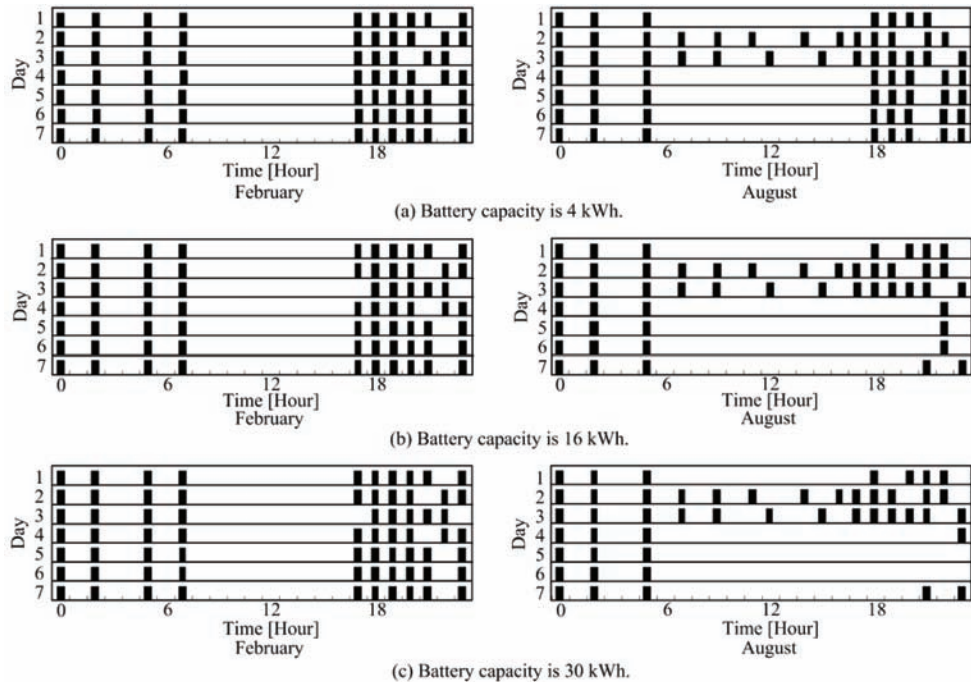 Day
1
2
3
4
5
6
7
0 6 12 18
Time [Hour]
February
Day
1
2
3
4
5
6
7
0 6 12 18
Time [Hour]
August
(a) Battery capacity is 4 kWh.
Day
1
2
3
4
5
6
7
0 6 12 18
Time [Hour]
February
Day
1
2
3
4
5
6
7
0 6 12 18
Time [Hour]
August
(b) Battery capacity is 16 kWh.
Day
1
2
3
4
5
6
7
0 6 12 18
Time [Hour]
February
Day
1
2
3
4
5
6
7
0 6 12 18
Time [Hour]
August
(c) Battery capacity is 30 kWh.